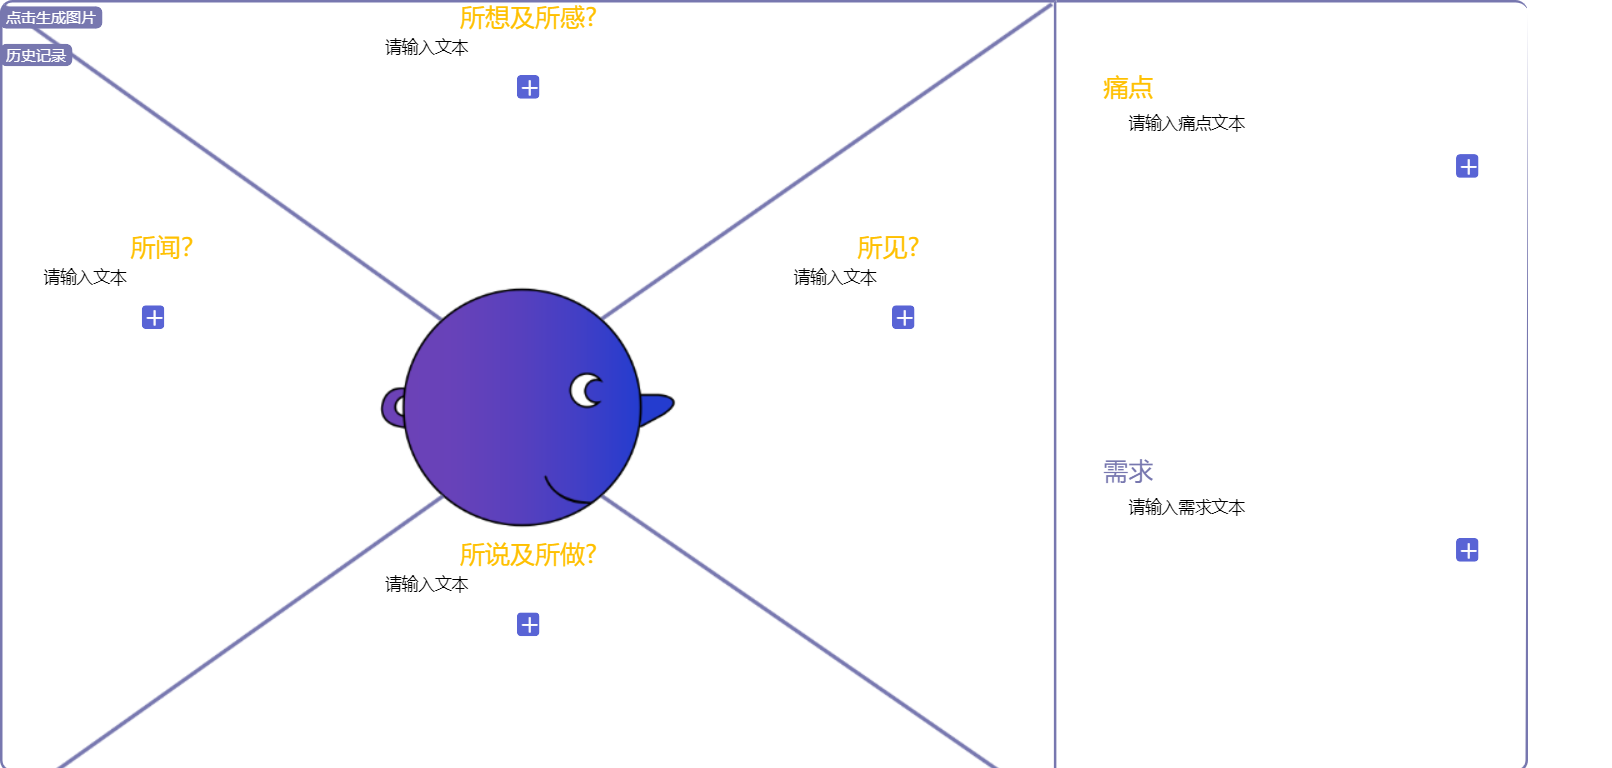 点击生成图片
历史记录
所想及所感?
请输入文本
所闻?
请输入文本
所见?
请输入文本
所说及所做?
请输入文本
痛点
请输入痛点文本
需求
请输入需求文本